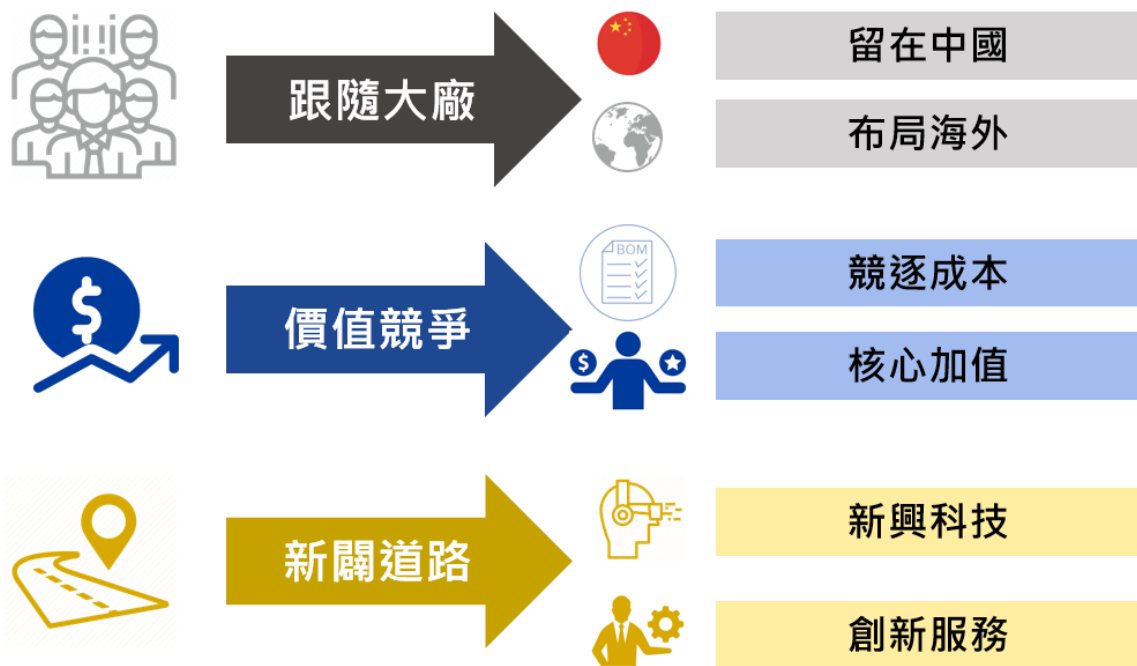 跟隨大廠
留在中國
布局海外
價值競爭
BOM
競逐成本
核心加值
新闢道路
新興科技
創新服務